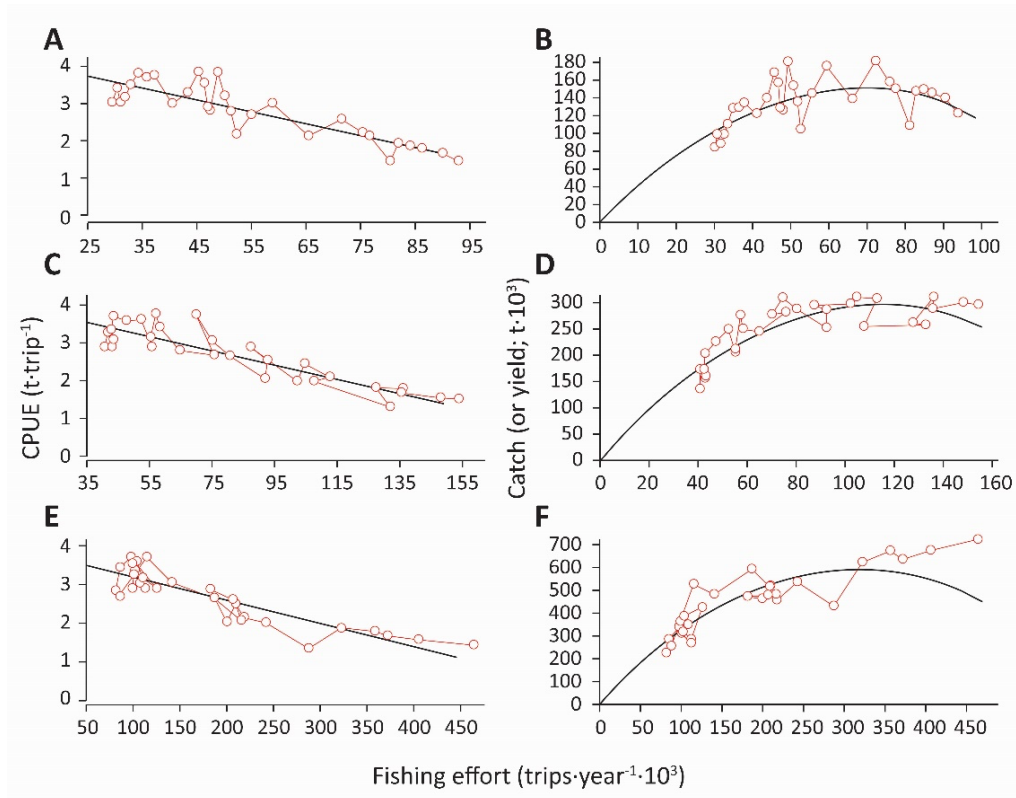 A
4
3
2
1
0
25 35 45 55 65 75 85 95
B
180
160
140
120
100
80
60
40
20
0
0 10 20 30 40 50 60 70 80 90 100
C
4
3
2
1
0
35 55 75 95 115 135 155
D
300
250
200
150
100
50
0
0 20 40 60 80 100 120 140 160
E
4
3
2
1
0
50 100 150 200 250 300 350 400 450
F
700
600
500
400
300
200
100
0
0 50 100 150 200 250 300 350 400 450
CPUE (t·trip⁻¹)
Catch (or yield; t·10³)
Fishing effort (trips·year⁻¹·10³)